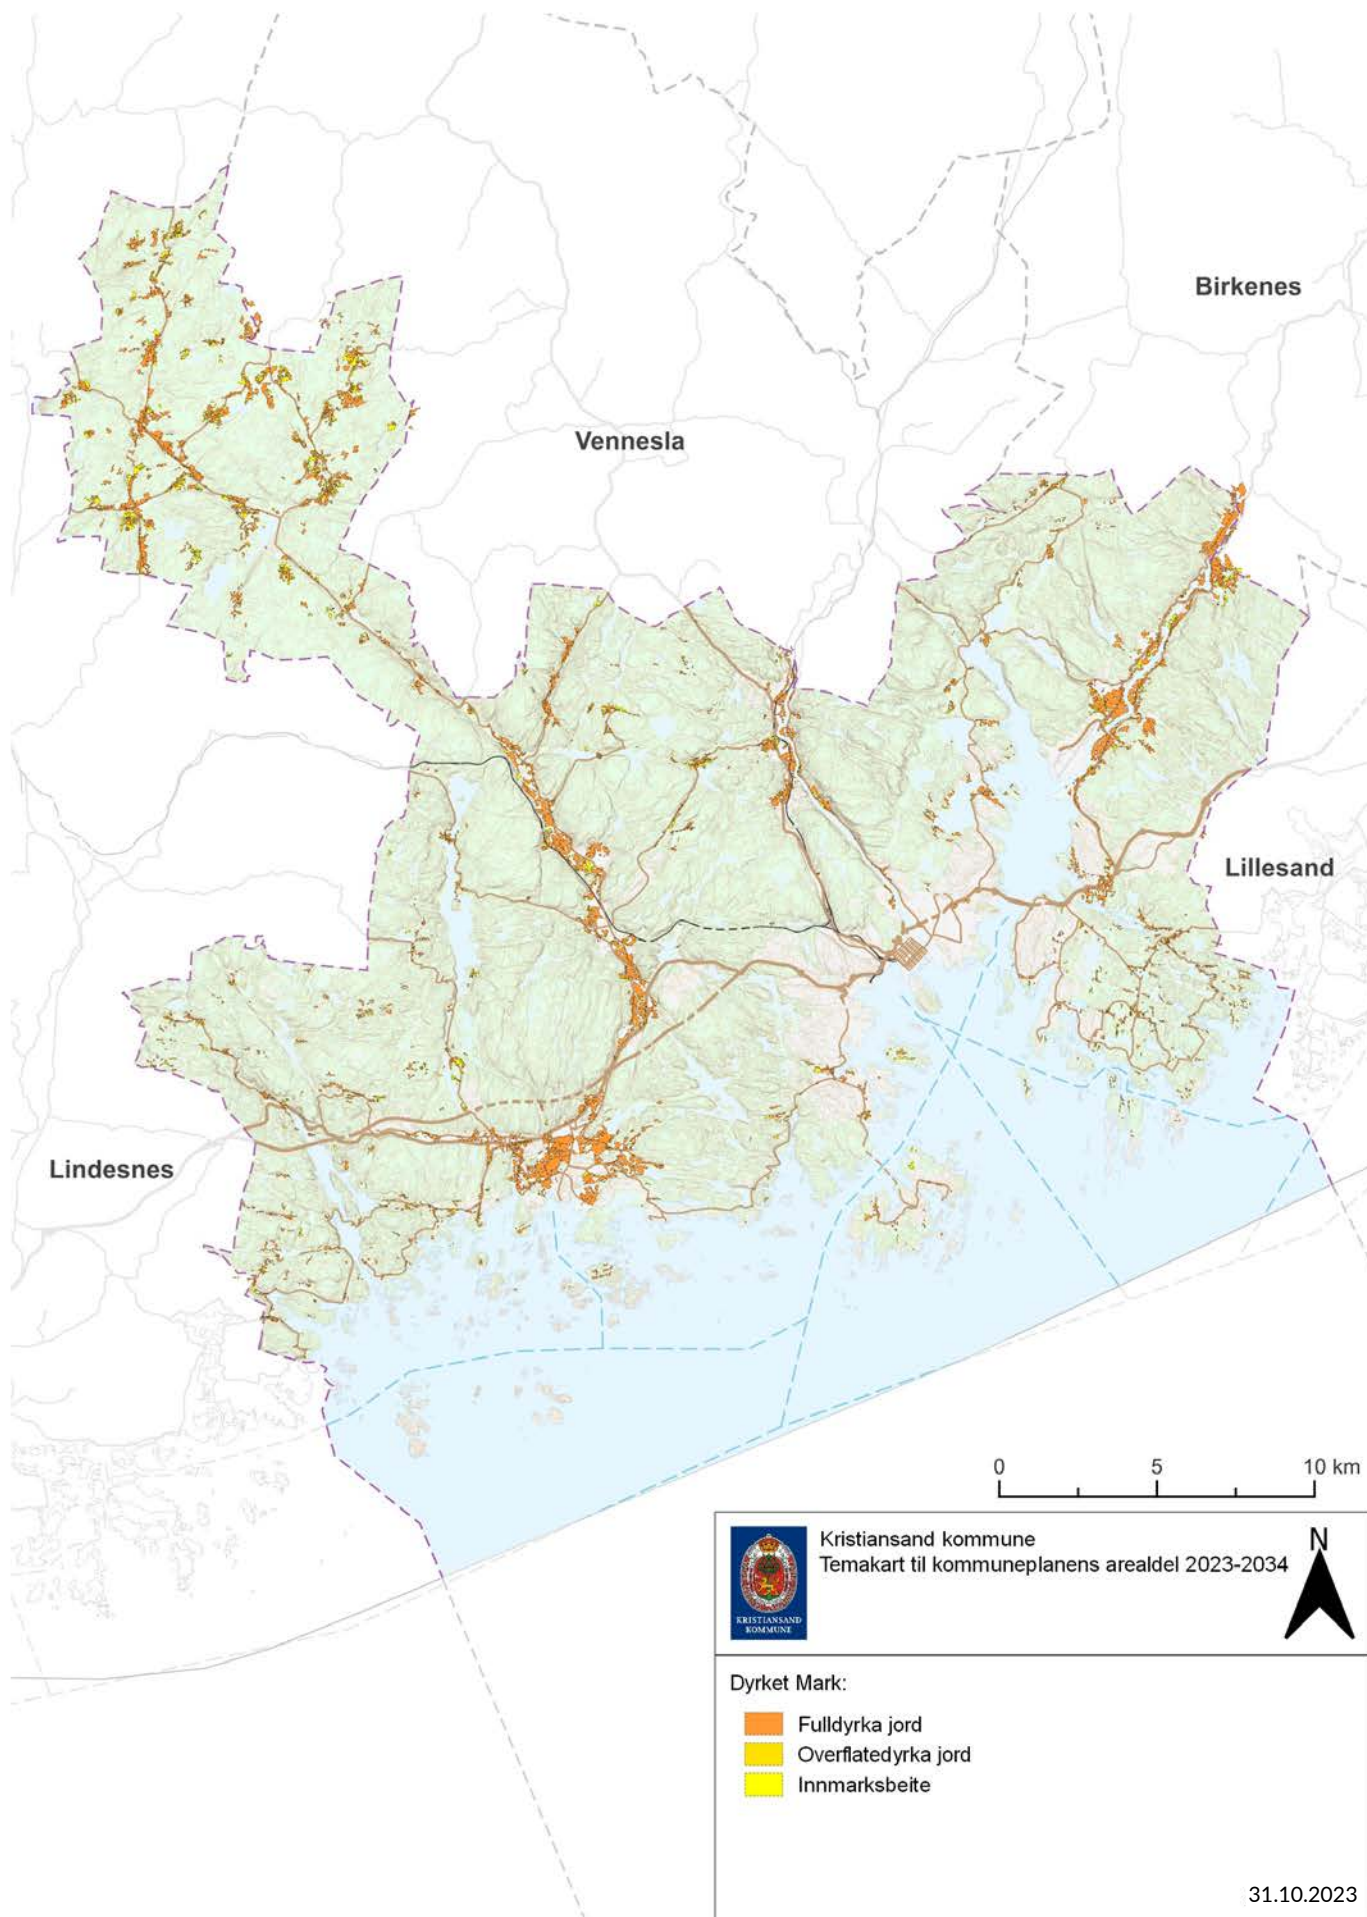 Birkenes
Vennesla
Lillesand
Lindesnes
0 5 10 km
Kristiansand kommune
Temakart til kommuneplanens arealdel 2023-2034
N
KRISTIANSAND
KOMMUNE
Dyrket Mark:
Fulldyrka jord
Overflatedyrka jord
Innmarksbeite
31.10.2023